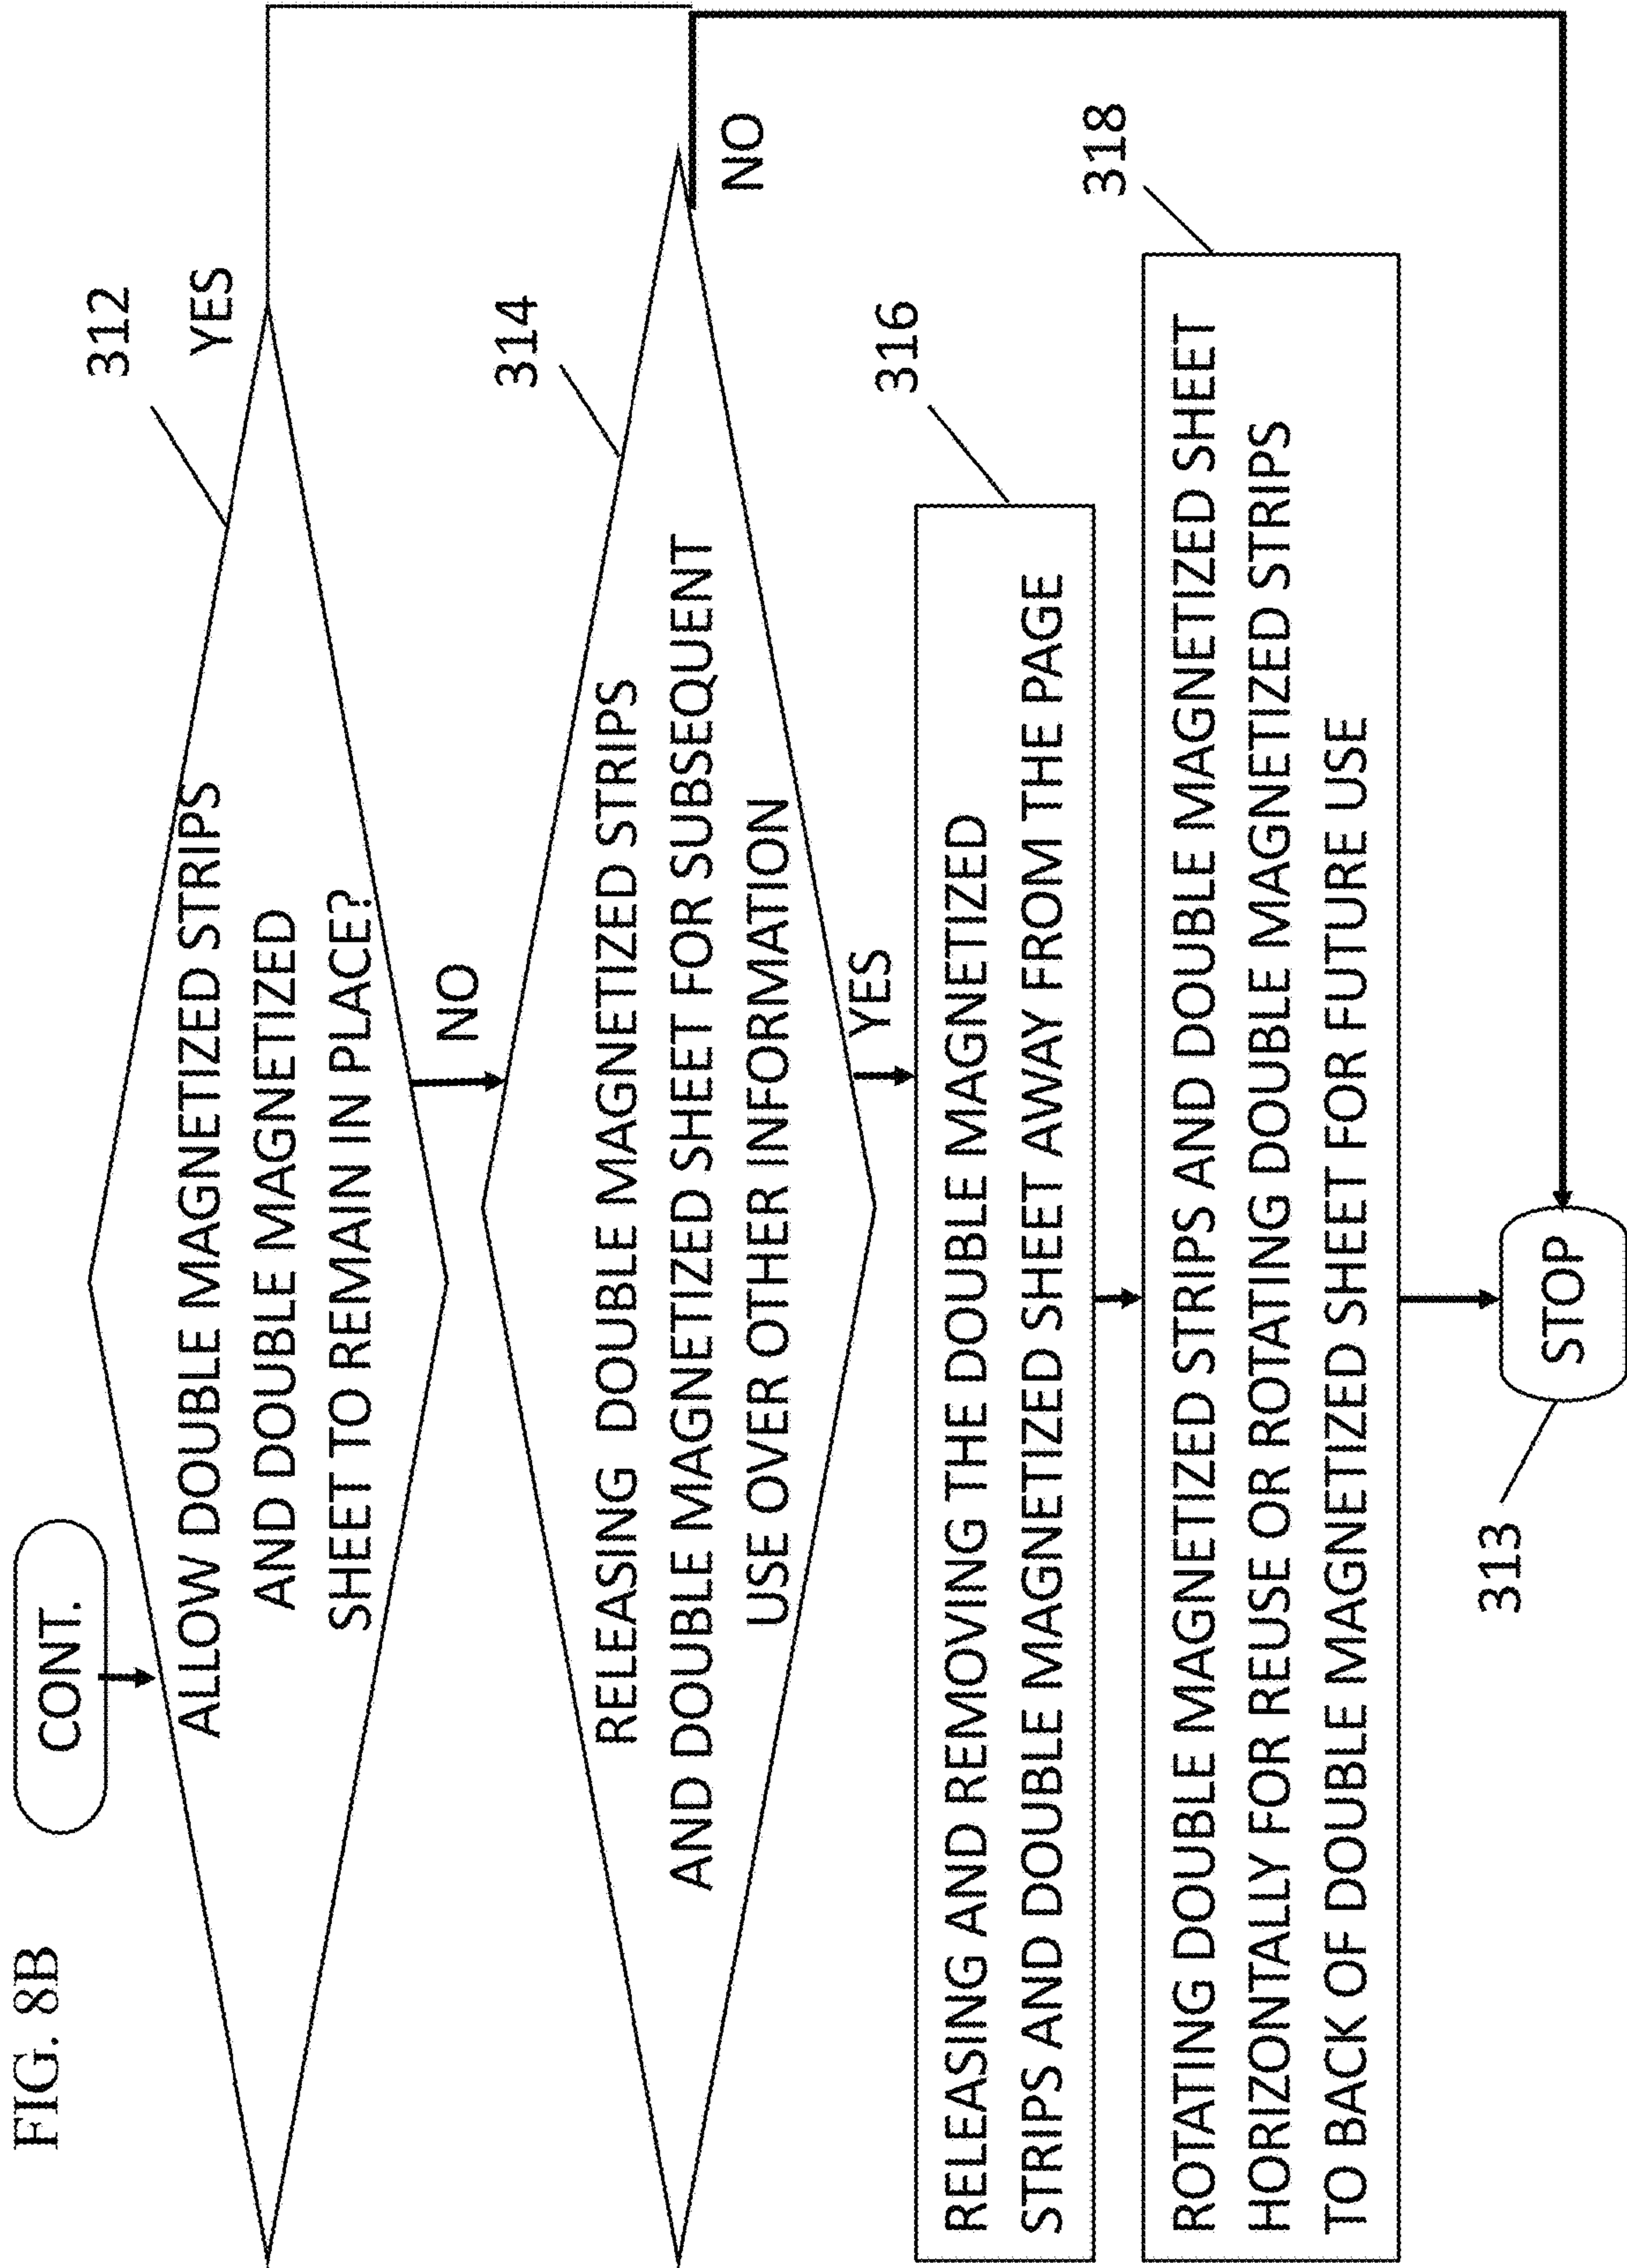 FIG. 8B
CONT.
312
ALLOW DOUBLE MAGNETIZED STRIPS
AND DOUBLE MAGNETIZED
SHEET TO REMAIN IN PLACE?
YES
NO
314
RELEASING DOUBLE MAGNETIZED STRIPS
AND DOUBLE MAGNETIZED SHEET FOR SUBSEQUENT
USE OVER OTHER INFORMATION
NO
YES
316
RELEASING AND REMOVING THE DOUBLE MAGNETIZED
STRIPS AND DOUBLE MAGNETIZED SHEET AWAY FROM THE PAGE
318
ROTATING DOUBLE MAGNETIZED STRIPS AND DOUBLE MAGNETIZED SHEET
HORIZONTALLY FOR REUSE OR ROTATING DOUBLE MAGNETIZED STRIPS
TO BACK OF DOUBLE MAGNETIZED SHEET FOR FUTURE USE
313
STOP